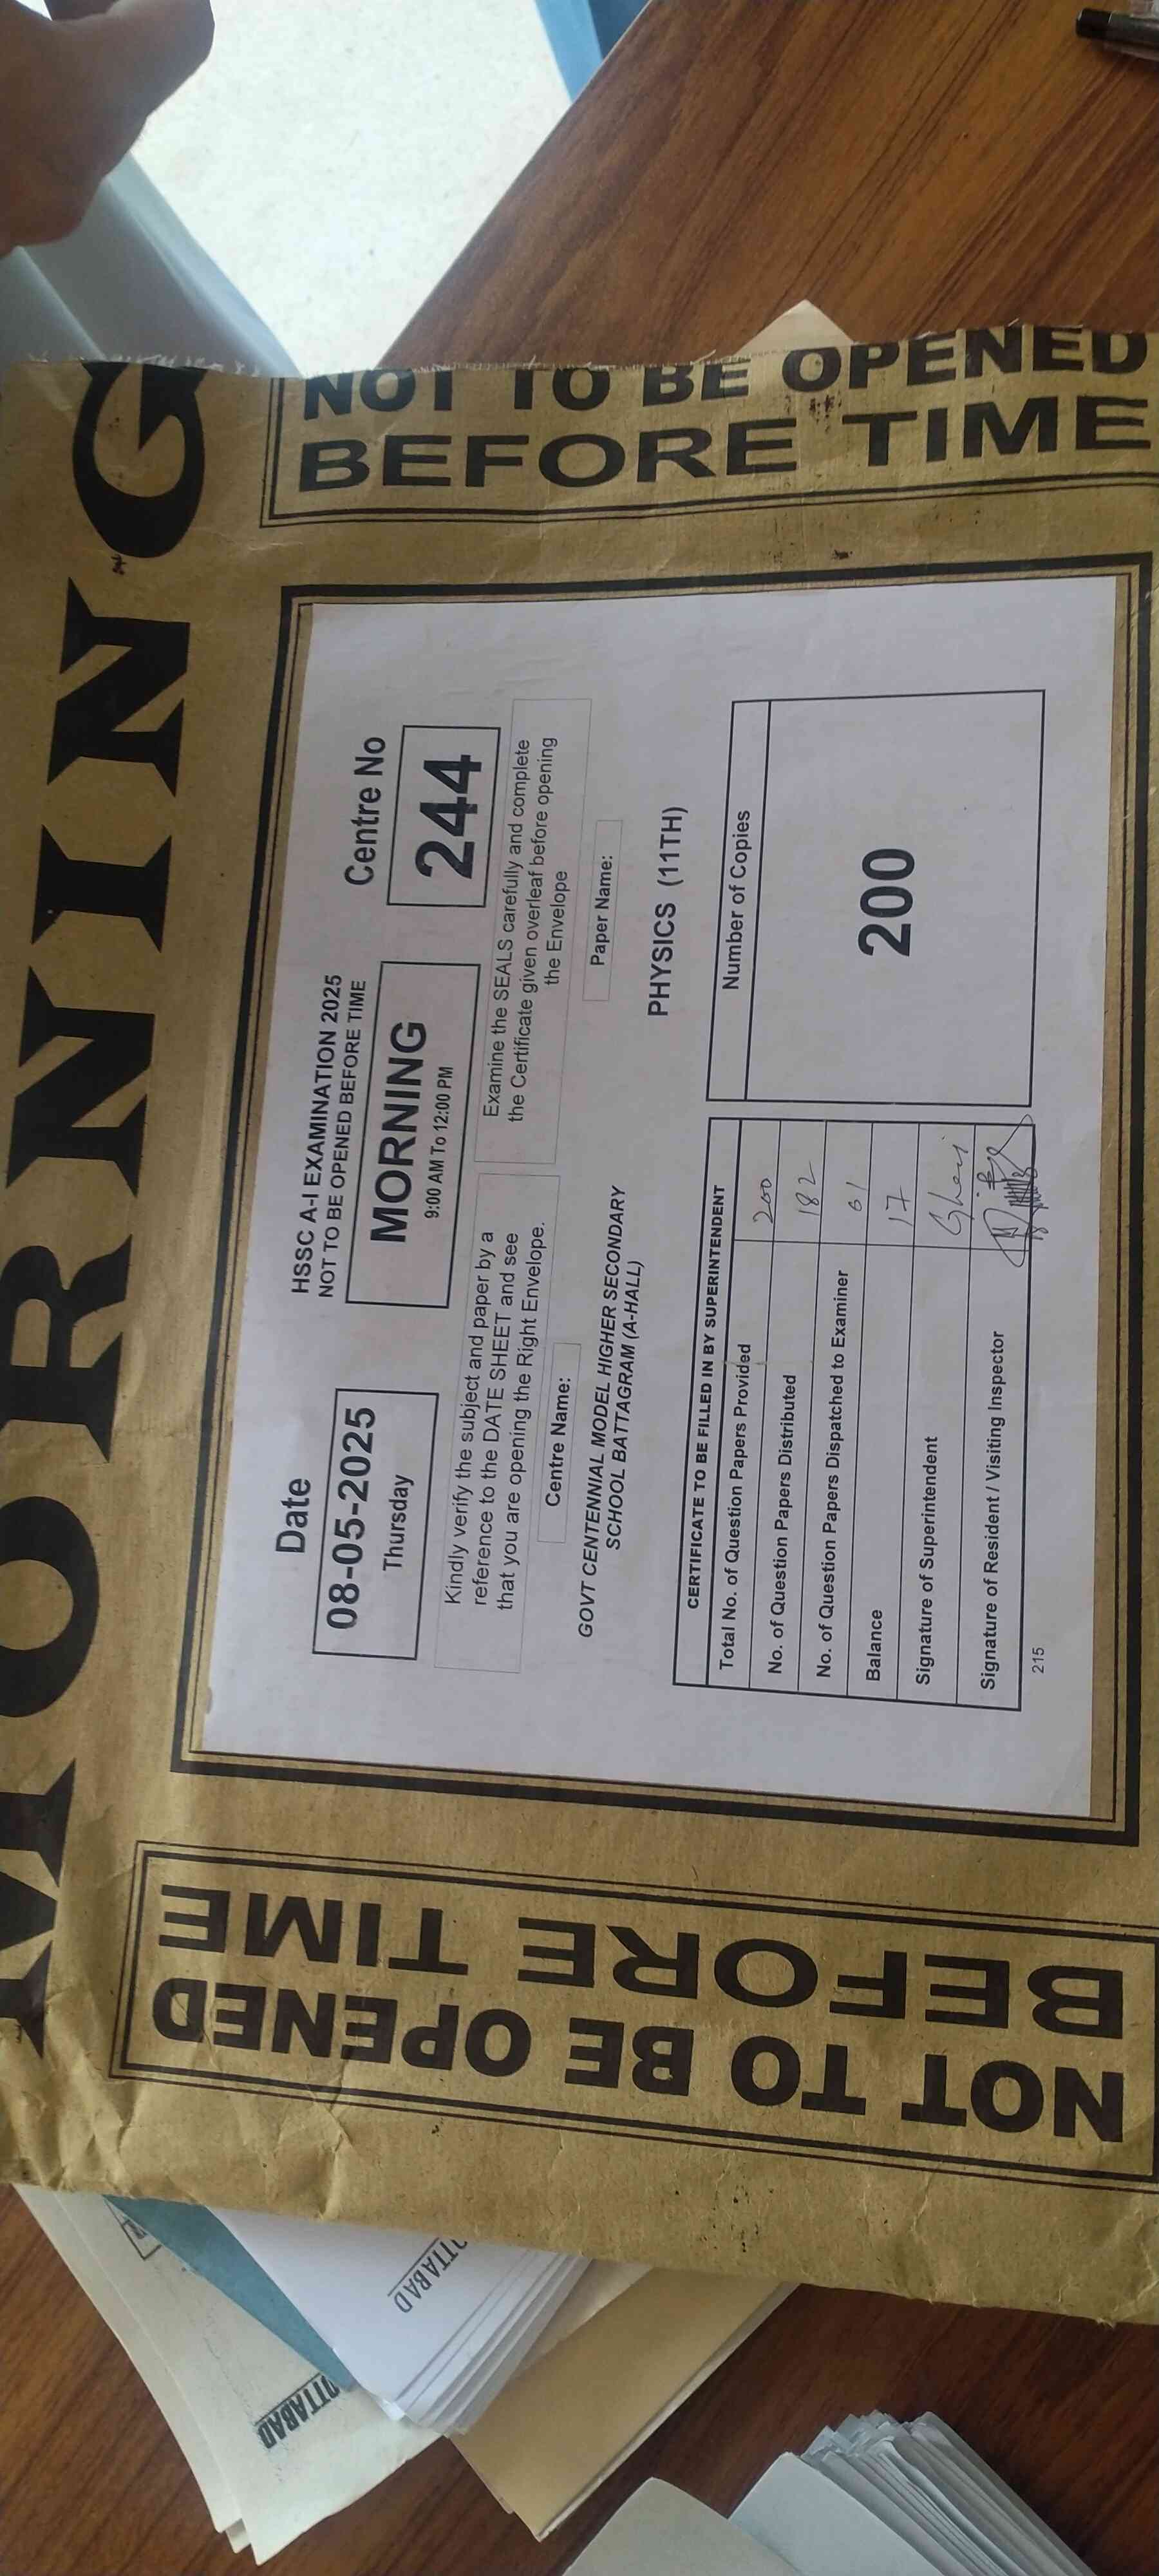 MORNING
NOT TO BE OPENED
BEFORE TIME
HSSC A-I EXAMINATION 2025
NOT TO BE OPENED BEFORE TIME
Date
08-05-2025
Thursday
MORNING
9:00 AM To 12:00 PM
Centre No
244
Kindly verify the subject and paper by a
reference to the DATE SHEET and see
that you are opening the Right Envelope.
Examine the SEALS carefully and complete
the Certificate given overleaf before opening
the Envelope
Centre Name:
GOVT CENTENNIAL MODEL HIGHER SECONDARY
SCHOOL BATTAGRAM (A-HALL)
Paper Name:
PHYSICS (11TH)
CERTIFICATE TO BE FILLED IN BY SUPERINTENDENT
Total No. of Question Papers Provided 200
No. of Question Papers Distributed 182
No. of Question Papers Dispatched to Examiner 01
Balance 17
Signature of Superintendent
Signature of Resident / Visiting Inspector
Number of Copies
200
215
NOT TO BE OPENED
BEFORE TIME
OTTABAD
OTTABAD